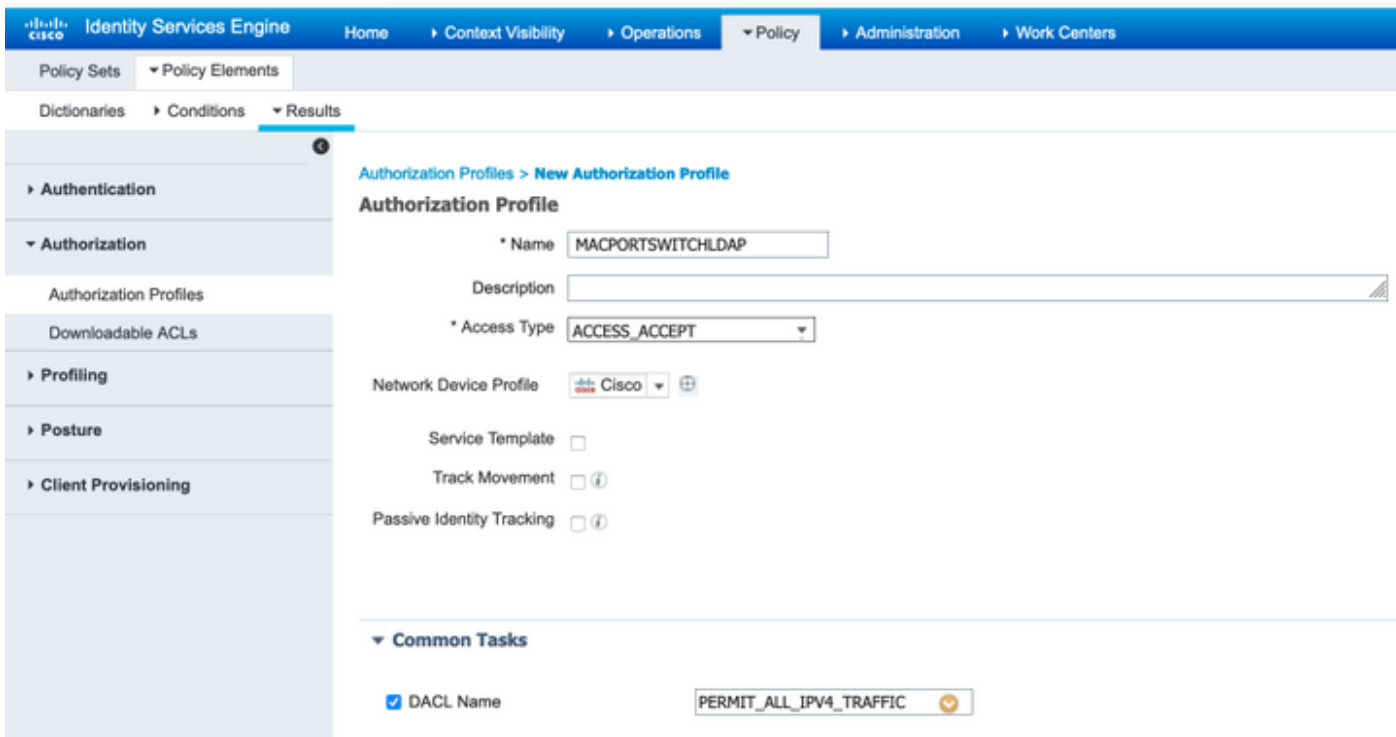 cisco Identity Services Engine Home Context Visibility Operations Policy Administration Work Centers
Policy Sets Policy Elements
Dictionaries Conditions Results
Authentication
Authorization
Authorization Profiles
Downloadable ACLs
Profiling
Posture
Client Provisioning
Authorization Profiles > New Authorization Profile
Authorization Profile
* Name MACPORTSWITCHLDAP
Description
* Access Type ACCESS_ACCEPT
Network Device Profile Cisco
Service Template
Track Movement
Passive Identity Tracking
Common Tasks
DACL Name PERMIT_ALL_IPV4_TRAFFIC